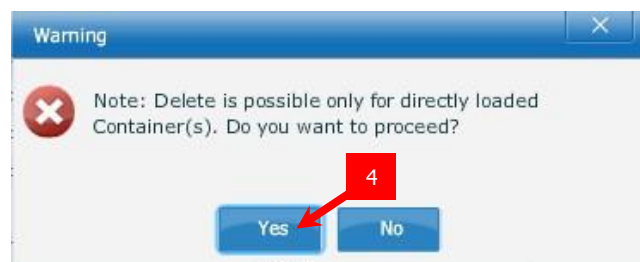 Warning
Note: Delete is possible only for directly loaded
Container(s). Do you want to proceed?
4
Yes No